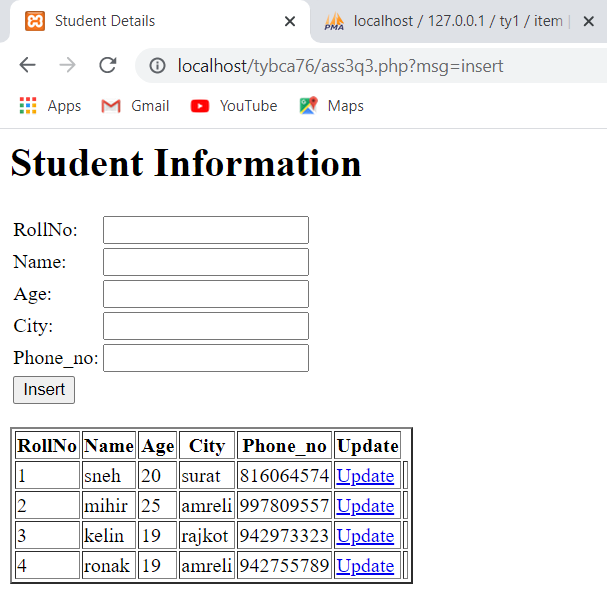 Student Details
localhost / 127.0.0.1 / ty1 / item |
localhost/tybca76/ass3q3.php?msg=insert
Apps Gmail YouTube Maps
Student Information
RollNo:
Name:
Age:
City:
Phone_no:
Insert
RollNo Name Age City Phone_no Update
1 sneh 20 surat 816064574 Update
2 mihir 25 amreli 997809557 Update
3 kelin 19 rajkot 942973323 Update
4 ronak 19 amreli 942755789 Update